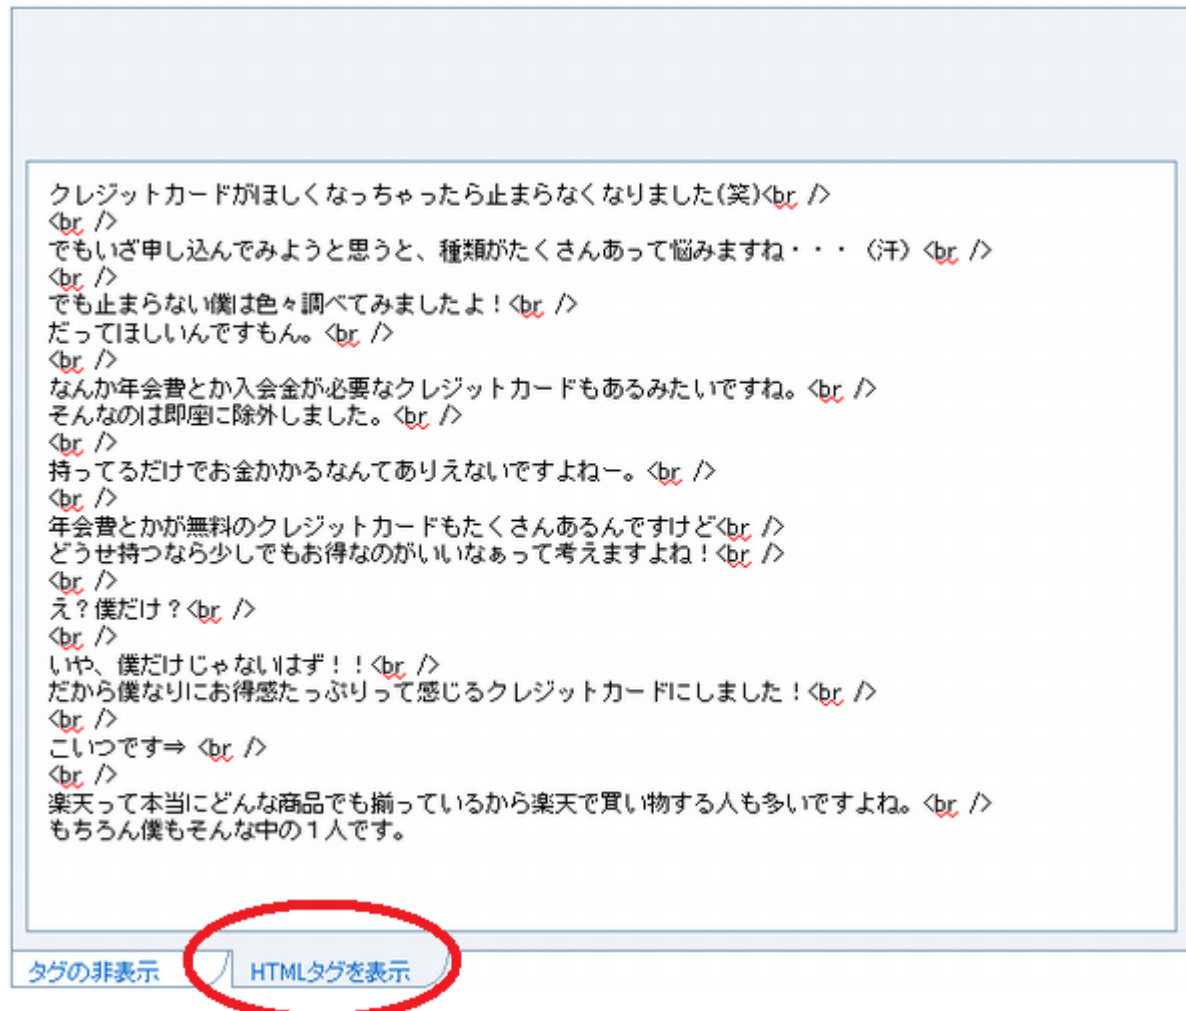 クレジットカードがほしくなっちゃったら止まらなくなりました(笑)<br />
<br />
でもいざ申し込んでみようと思うと、種類がたくさんあって悩みますね・・・（汗）<br />
<br />
でも止まらない僕は色々調べてみましたよ！<br />
だってほしいんですもん。<br />
<br />
なんか年会費とか入会金が必要なクレジットカードもあるみたいですね。<br />
そんなのは即座に除外しました。<br />
<br />
持ってるだけでお金かかるなんてありえないですよねー。<br />
<br />
年会費とかが無料のクレジットカードもたくさんあるんですけど<br />
どうせ持つなら少しでもお得なのがいいなぁって考えますよね！<br />
<br />
え？僕だけ？<br />
<br />
いや、僕だけじゃないはず！！<br />
だから僕なりにお得感たっぷりって感じるクレジットカードにしました！<br />
<br />
こいつです⇒ <br />
<br />
楽天って本当にどんな商品でも揃っているから楽天で買い物する人も多いですよね。<br />
もちろん僕もそんな中の１人です。
タグの非表示 HTMLタグを表示